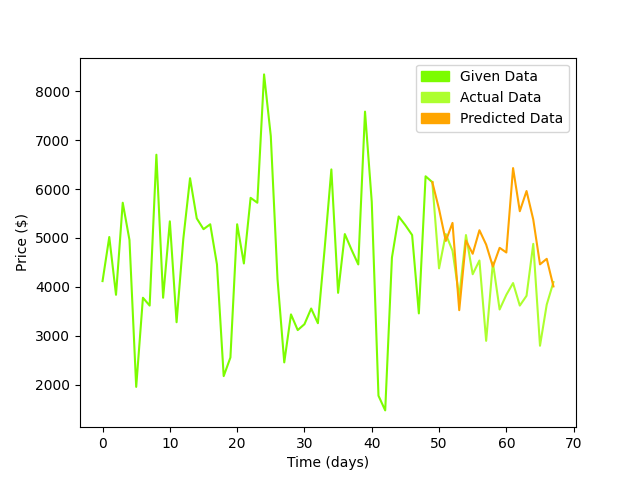 Given Data
Actual Data
Predicted Data
8000
7000
6000
5000
4000
3000
2000
Price ($)
0 10 20 30 40 50 60 70
Time (days)